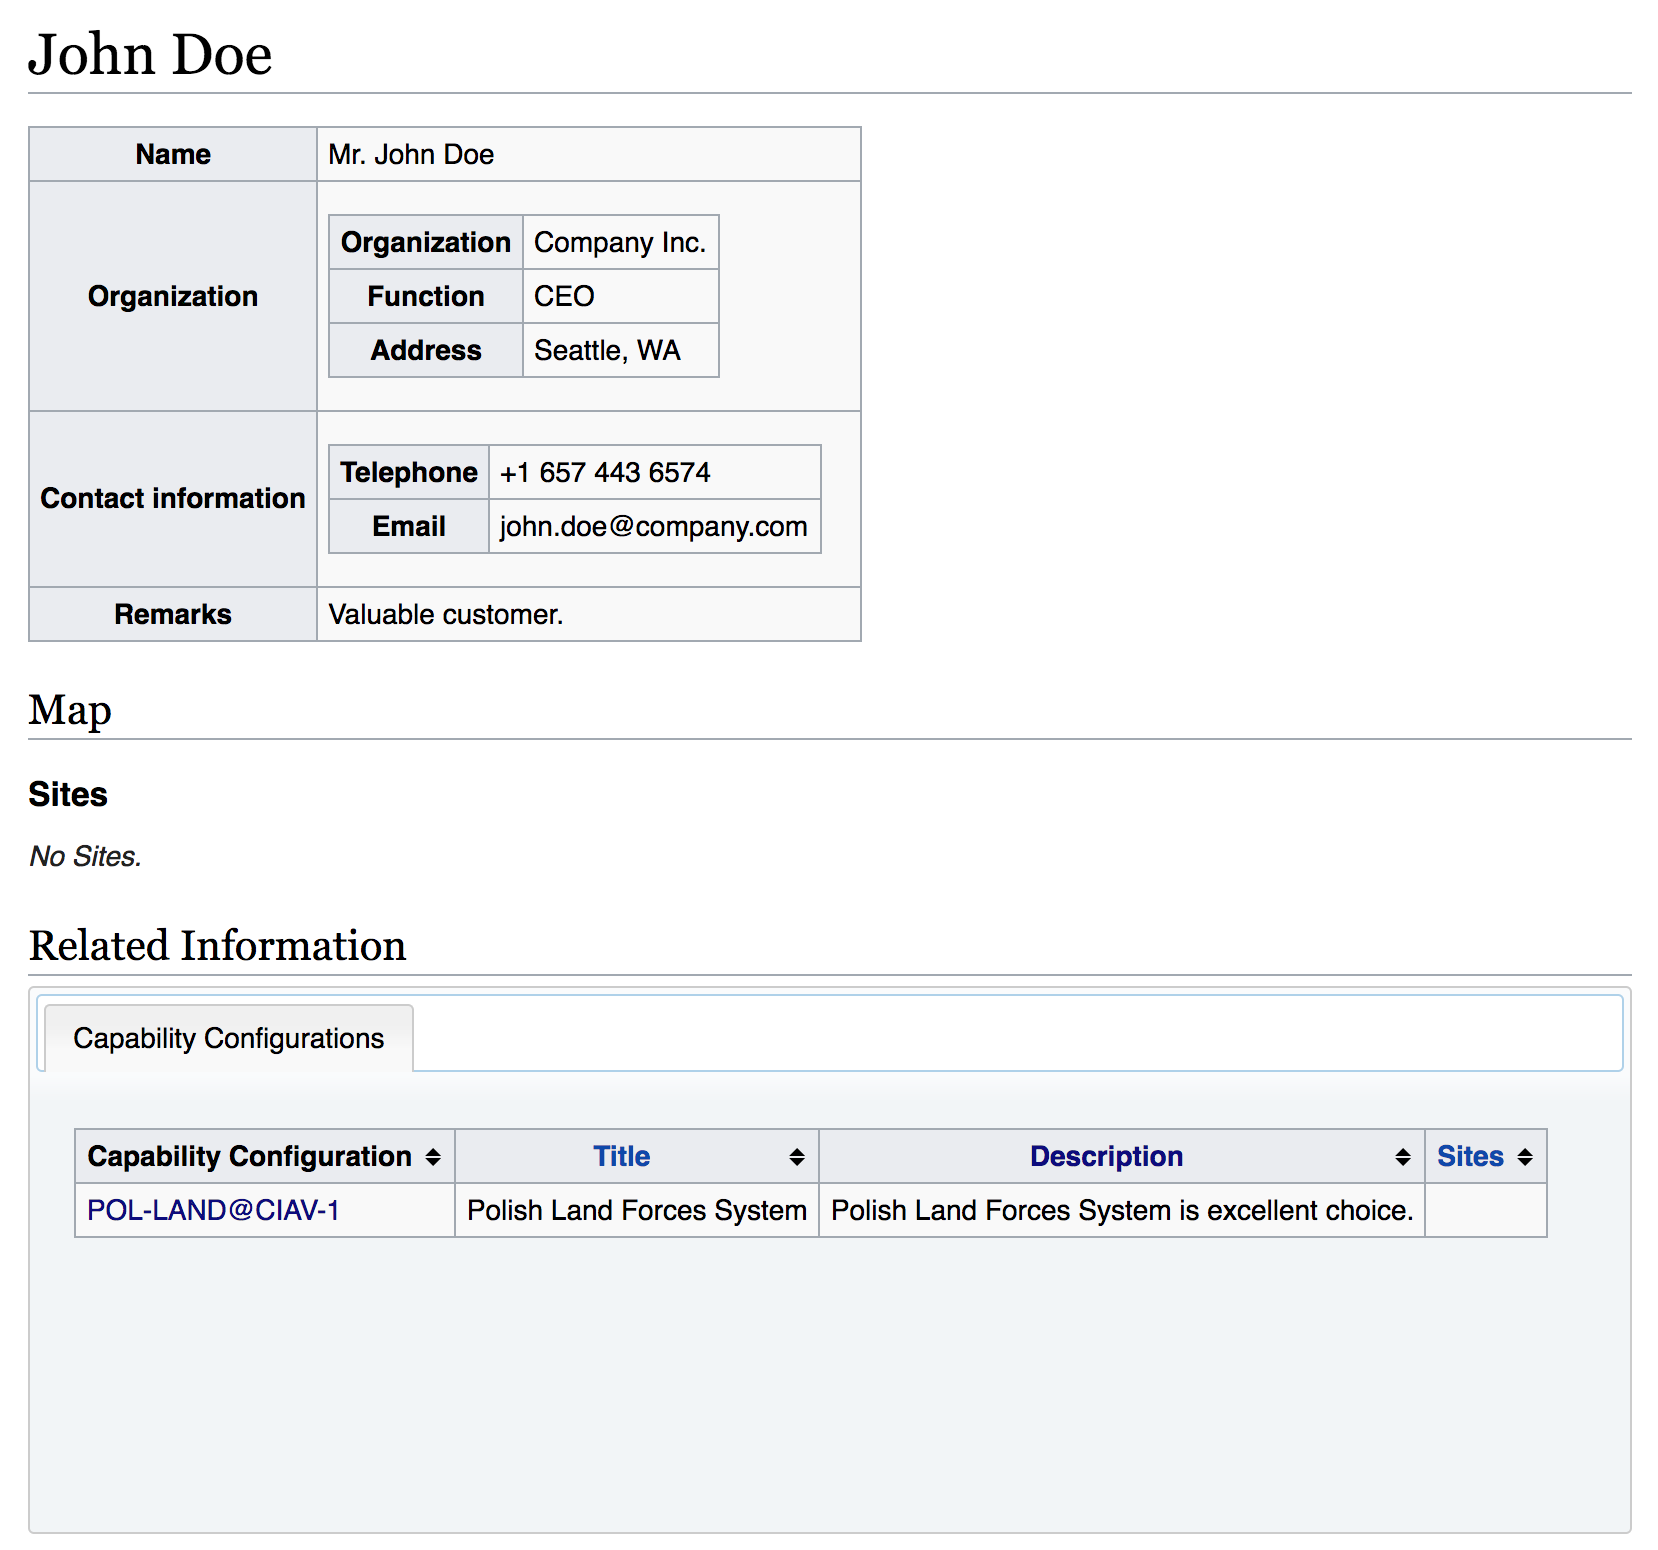 John Doe
Name Mr. John Doe
Organization
Organization Company Inc.
Function CEO
Address Seattle, WA
Contact information
Telephone +1 657 443 6574
Email john.doe@company.com
Remarks Valuable customer.
Map
Sites
No Sites.
Related Information
Capability Configurations
Capability Configuration Title Description Sites
POL-LAND@CIAV-1 Polish Land Forces System Polish Land Forces System is excellent choice.